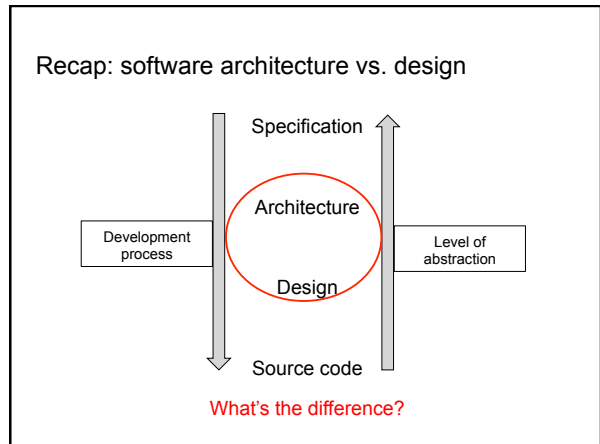 Recap: software architecture vs. design
Specification
Architecture
Development
process
Level of
abstraction
Design
Source code
What's the difference?